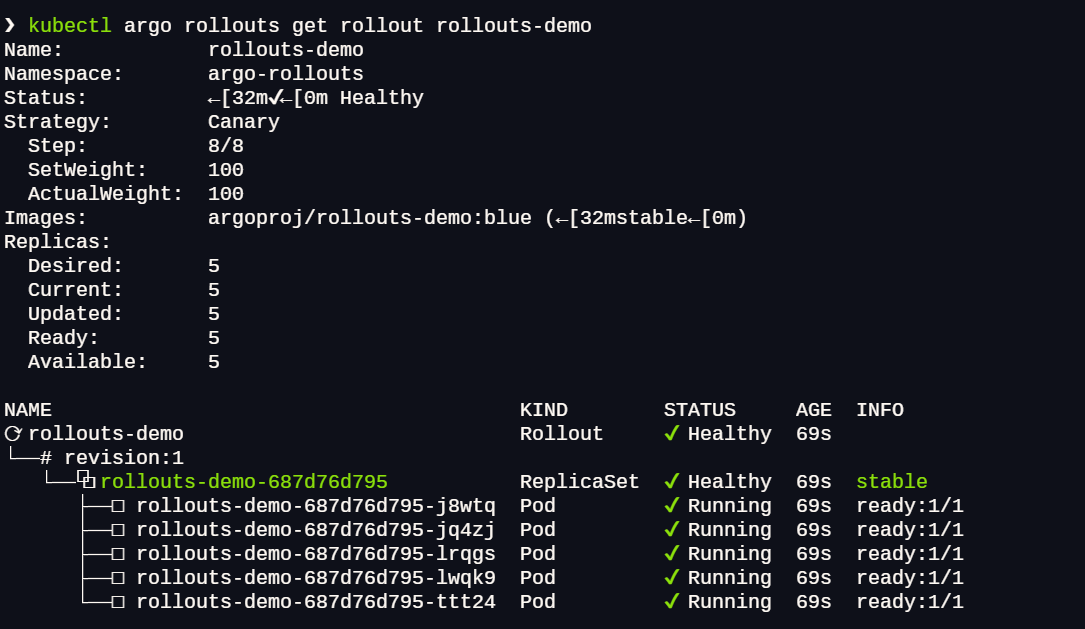 ❯ kubectl argo rollouts get rollout rollouts-demo
Name:            rollouts-demo
Namespace:       argo-rollouts
Status:          ←[32m✔←[0m Healthy
Strategy:        Canary
  Step:          8/8
  SetWeight:     100
  ActualWeight:  100
Images:          argoproj/rollouts-demo:blue (←[32mstable←[0m)
Replicas:
  Desired:       5
  Current:       5
  Updated:       5
  Ready:         5
  Available:     5

NAME                                       KIND        STATUS     AGE  INFO
⟳ rollouts-demo                            Rollout     ✔ Healthy  69s
└──# revision:1
   └──⧉ rollouts-demo-687d76d795           ReplicaSet  ✔ Healthy  69s  stable
      ├──□ rollouts-demo-687d76d795-j8wtq  Pod         ✔ Running  69s  ready:1/1
      ├──□ rollouts-demo-687d76d795-jq4zj  Pod         ✔ Running  69s  ready:1/1
      ├──□ rollouts-demo-687d76d795-lrqgs  Pod         ✔ Running  69s  ready:1/1
      ├──□ rollouts-demo-687d76d795-lwqk9  Pod         ✔ Running  69s  ready:1/1
      └──□ rollouts-demo-687d76d795-ttt24  Pod         ✔ Running  69s  ready:1/1